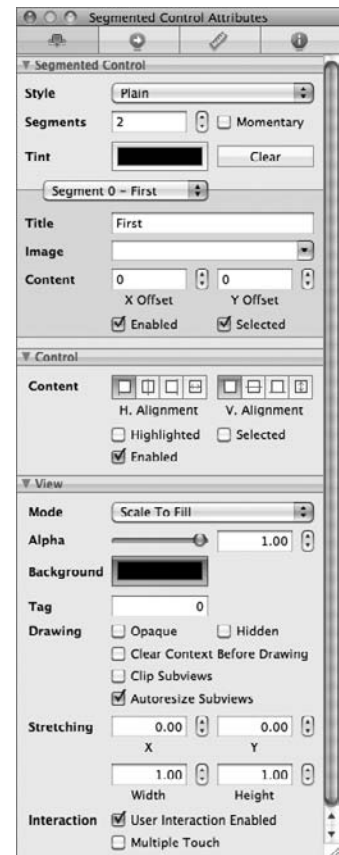 Segmented Control Attributes
Segmented Control
Style Plain
Segments 2 Momentary
Tint Clear
Segment 0 – First
Title First
Image
Content 0 0
X Offset Y Offset
Enabled Selected
Control
Content
H. Alignment V. Alignment
Highlighted Selected
Enabled
View
Mode Scale To Fill
Alpha 1.00
Background
Tag 0
Drawing Opaque Hidden
Clear Context Before Drawing
Clip Subviews
Autoresize Subviews
Stretching 0.00 0.00
X Y
1.00 1.00
Width Height
Interaction User Interaction Enabled
Multiple Touch